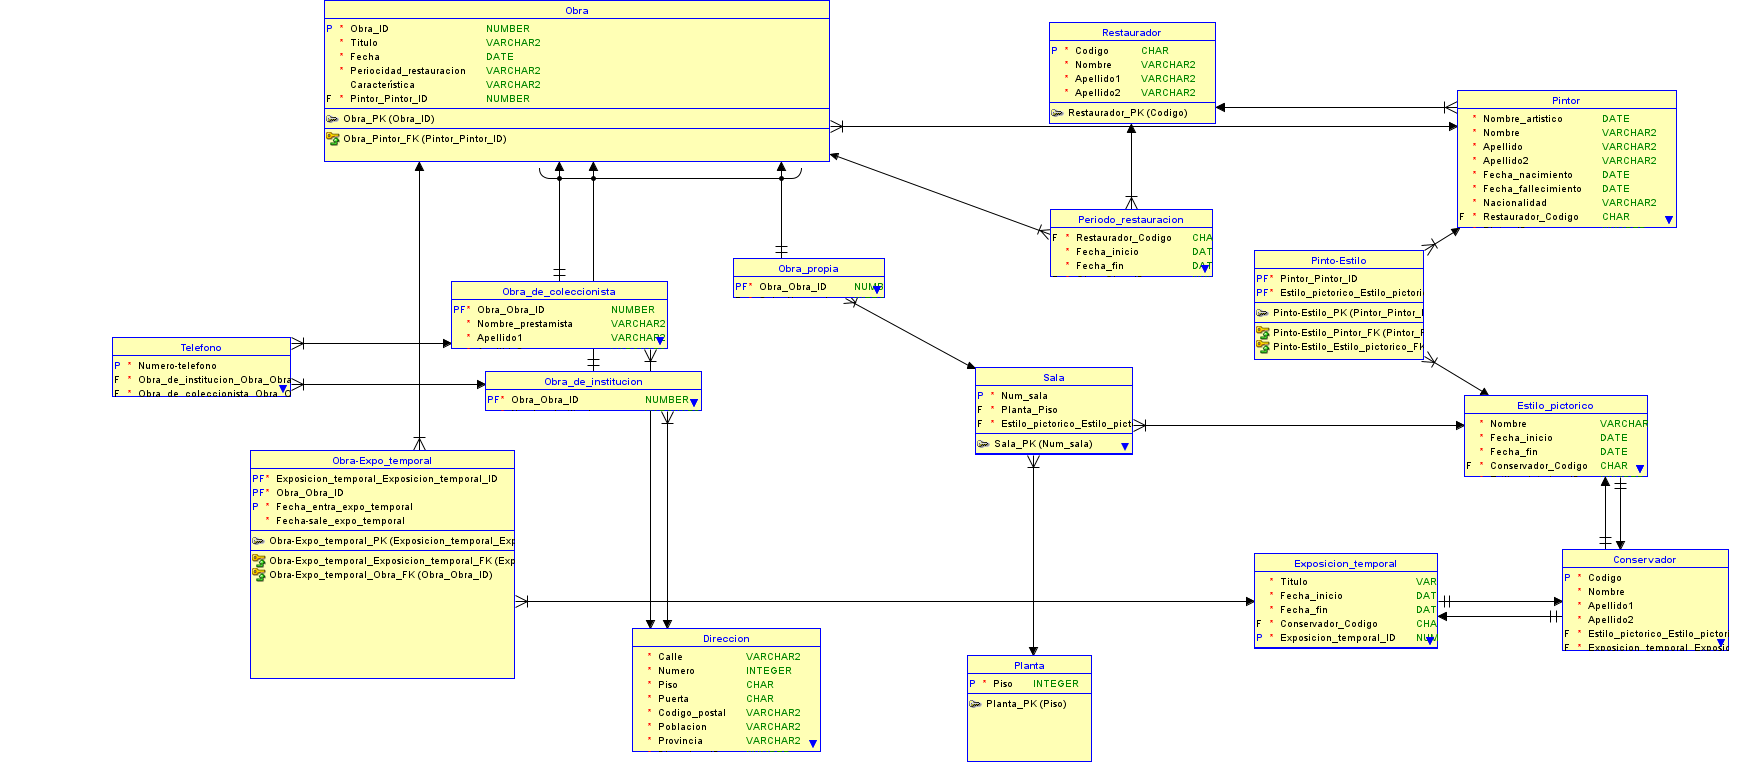 Obra
P * Obra_ID NUMBER
* Titulo VARCHAR2
* Fecha DATE
* Periocidad_restauracion VARCHAR2
Característica VARCHAR2
F * Pintor_Pintor_ID NUMBER
Obra_PK (Obra_ID)
Obra_Pintor_FK (Pintor_Pintor_ID)
Restaurador
P * Codigo CHAR
* Nombre VARCHAR2
* Apellido1 VARCHAR2
* Apellido2 VARCHAR2
Restaurador_PK (Codigo)
Pintor
* Nombre_artistico DATE
* Nombre VARCHAR2
* Apellido VARCHAR2
* Apellido2 VARCHAR2
* Fecha_nacimiento DATE
* Fecha_fallecimiento DATE
* Nacionalidad VARCHAR2
F * Restaurador_Codigo CHAR
Periodo_restauracion
F * Restaurador_Codigo CHA
* Fecha_inicio DAT
* Fecha_fin DAT
Pinto-Estilo
PF* Pintor_Pintor_ID
PF* Estilo_pictorico_Estilo_pictori
Pinto-Estilo_PK (Pintor_Pintor_I
Pinto-Estilo_Pintor_FK (Pintor_F
Pinto-Estilo_Estilo_pictorico_FK
Obra_propia
PF* Obra_Obra_ID NUMB
Obra_de_coleccionista
PF* Obra_Obra_ID NUMBER
* Nombre_prestamista VARCHAR2
* Apellido1 VARCHAR2
Telefono
P * Numero-telefono
F * Obra_de_institucion_Obra_Obra
F * Obra_de_coleccionista_Obra_O
Obra_de_institucion
PF* Obra_Obra_ID NUMBER
Sala
P * Num_sala
F * Planta_Piso
F * Estilo_pictorico_Estilo_pict
Sala_PK (Num_sala)
Estilo_pictorico
* Nombre VARCHAR
* Fecha_inicio DATE
* Fecha_fin DATE
F * Conservador_Codigo CHAR
Obra-Expo_temporal
PF* Exposicion_temporal_Exposicion_temporal_ID
PF* Obra_Obra_ID
P * Fecha_entra_expo_temporal
* Fecha-sale_expo_temporal
Obra-Expo_temporal_PK (Exposicion_temporal_Exp
Obra-Expo_temporal_Exposicion_temporal_FK (Exp
Obra-Expo_temporal_Obra_FK (Obra_Obra_ID)
Exposicion_temporal
* Titulo VAR
* Fecha_inicio DAT
* Fecha_fin DAT
F * Conservador_Codigo CHA
P * Exposicion_temporal_ID NUM
Conservador
P * Codigo
* Nombre
* Apellido1
* Apellido2
F * Estilo_pictorico_Estilo_pictor
F * Exposicion_temporal_Exposic
Direccion
* Calle VARCHAR2
* Numero INTEGER
* Piso CHAR
* Puerta CHAR
* Codigo_postal VARCHAR2
* Poblacion VARCHAR2
* Provincia VARCHAR2
Planta
P * Piso INTEGER
Planta_PK (Piso)